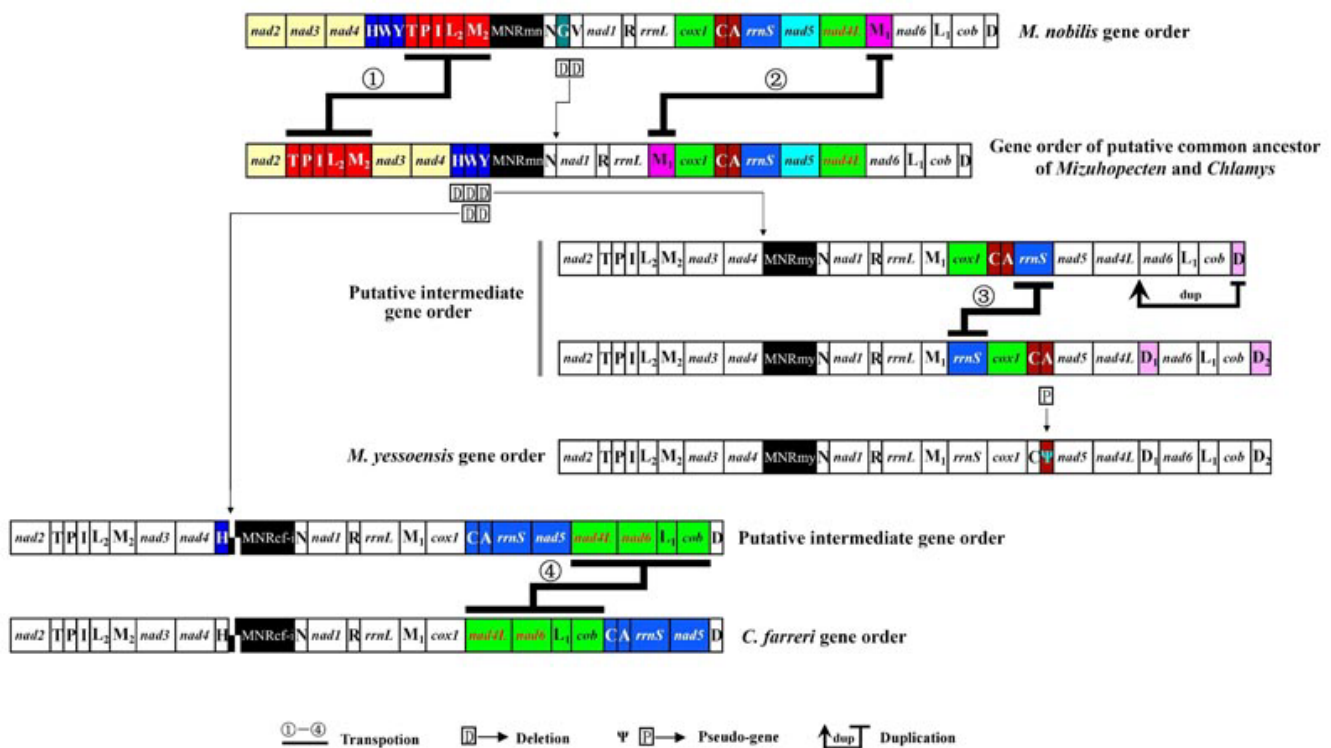 nad2 nad3 nad4 H W Y T P I L2 M2 MNRmn N G V nad1 R rrnL cox1 C A rrnS nad5 nad4L M1 nad6 L1 cob D M. nobilis gene order
① D D ②
nad2 T P I L2 M2 nad3 nad4 H W Y MNRmn N nad1 R rrnL M1 cox1 C A rrnS nad5 nad4L nad6 L1 cob D Gene order of putative common ancestor
of Mizuhopecten and Chlamys
D D D
D D
nad2 T P I L2 M2 nad3 nad4 MNRmy N nad1 R rrnL M1 cox1 C A rrnS nad5 nad4L nad6 L1 cob D
Putative intermediate
gene order
③ dup
nad2 T P I L2 M2 nad3 nad4 MNRmy N nad1 R rrnL M1 rrnS cox1 C A nad5 nad4L D1 nad6 L1 cob D2
P
M. yessoensis gene order nad2 T P I L2 M2 nad3 nad4 MNRmy N nad1 R rrnL M1 rrnS cox1 C Ψ nad5 nad4L D1 nad6 L1 cob D2
nad2 T P I L2 M2 nad3 nad4 H MNRcf-i N nad1 R rrnL M1 cox1 C A rrnS nad5 nad4L nad6 L1 cob D Putative intermediate gene order
④
nad2 T P I L2 M2 nad3 nad4 H MNRcf-i N nad1 R rrnL M1 cox1 nad4L nad6 L1 cob C A rrnS nad5 D C. farreri gene order
①－④ Transpotion D Deletion Ψ P Pseudo-gene dup Duplication